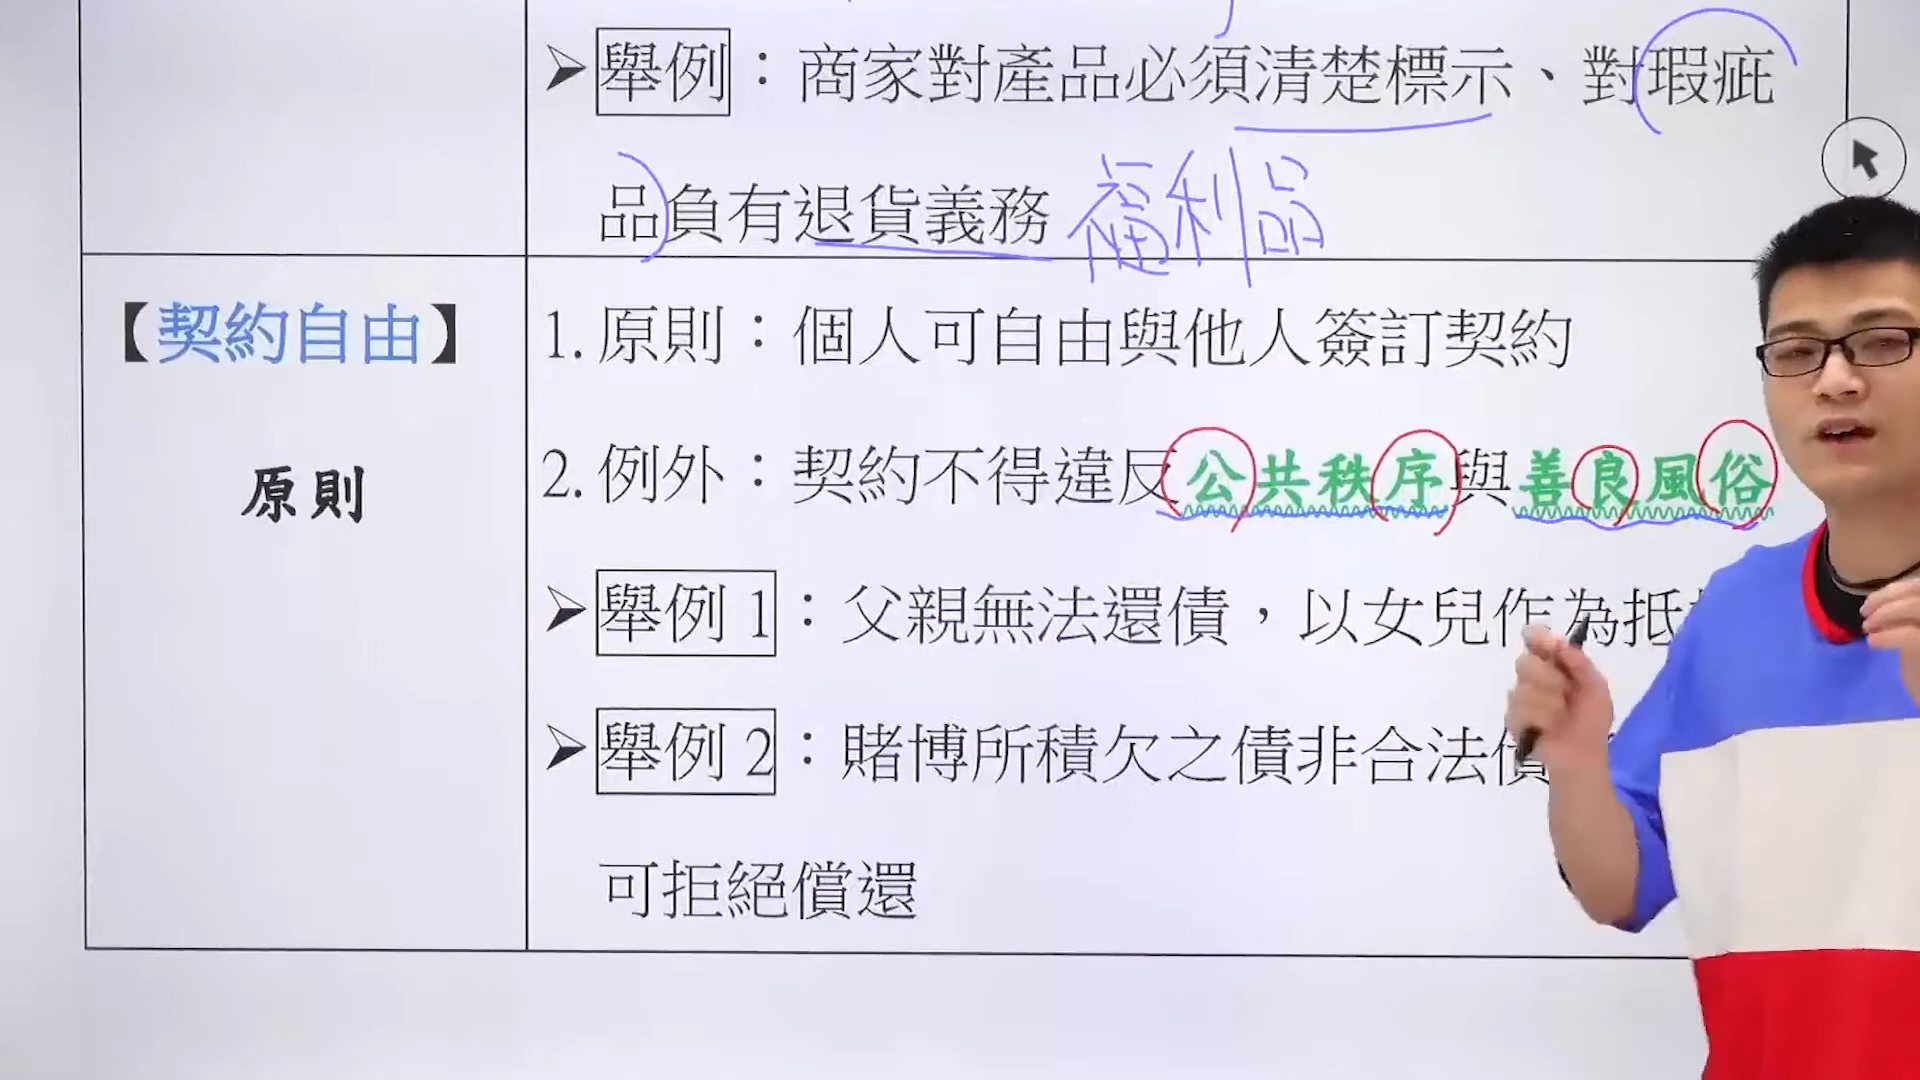 ➢舉例：商家對產品必須清楚標示、對瑕疵
品負有退貨義務 福利品
【契約自由】
原則
1. 原則：個人可自由與他人簽訂契約
2. 例外：契約不得違反公共秩序與善良風俗
➢舉例 1：父親無法還債，以女兒作為抵
➢舉例 2：賭博所積欠之債非合法債
可拒絕償還